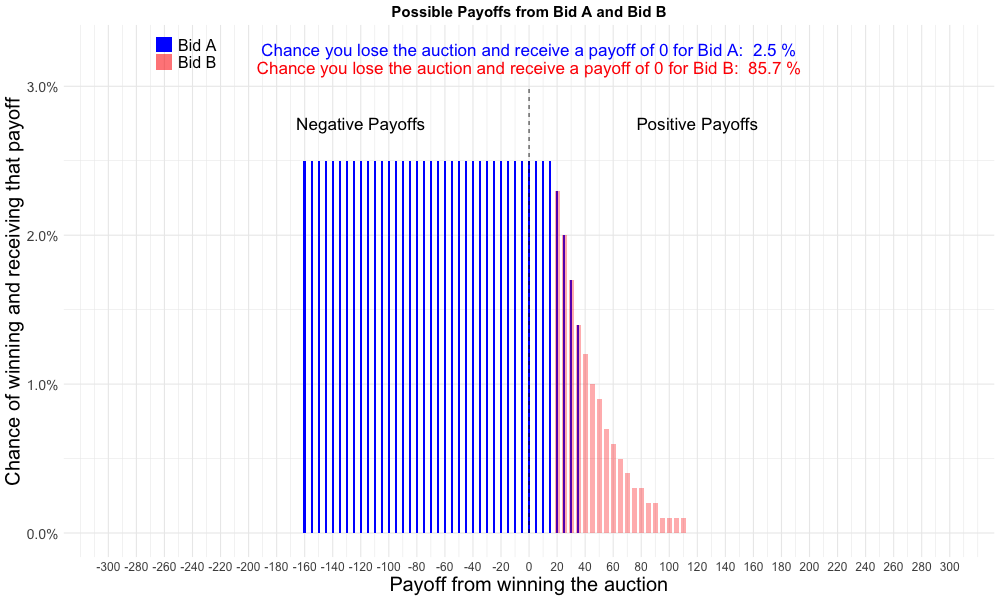 Possible Payoffs from Bid A and Bid B
Bid A
Bid B
Chance you lose the auction and receive a payoff of 0 for Bid A:  2.5 %
Chance you lose the auction and receive a payoff of 0 for Bid B:  85.7 %
Negative Payoffs
Positive Payoffs
Chance of winning and receiving that payoff
3.0%
2.0%
1.0%
0.0%
-300 -280 -260 -240 -220 -200 -180 -160 -140 -120 -100 -80 -60 -40 -20 0 20 40 60 80 100 120 140 160 180 200 220 240 260 280 300
Payoff from winning the auction